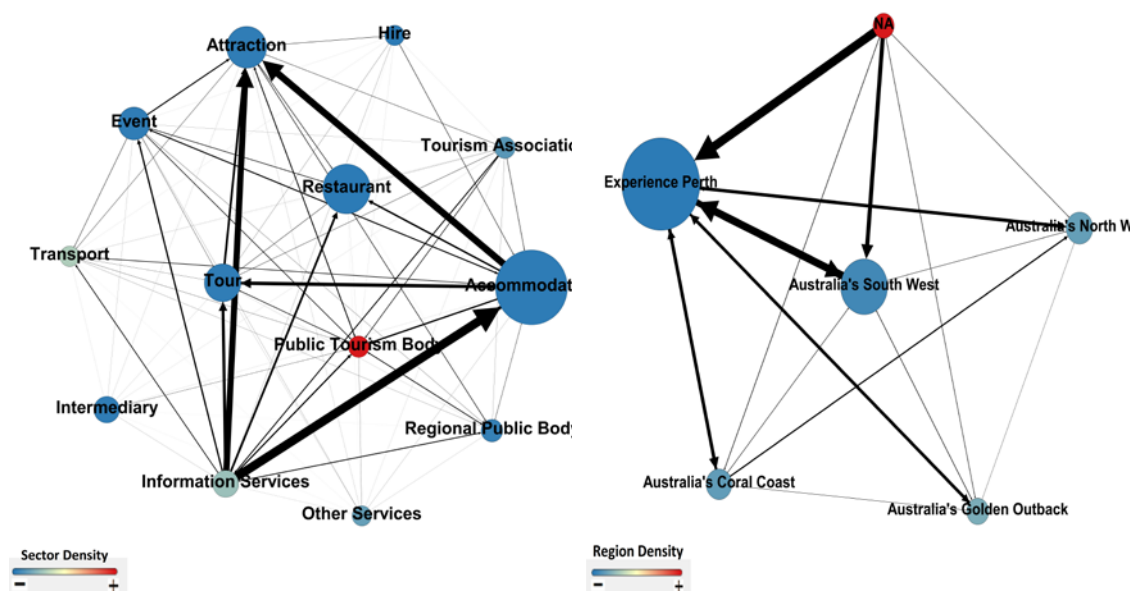 Attraction
Hire
Event
Tourism Associatio
Restaurant
Transport
Tour
Accommodat
Public Tourism Body
Intermediary
Regional Public Body
Information Services
Other Services
Sector Density
−
+
NA
Experience Perth
Australia's North W
Australia's South West
Australia's Coral Coast
Australia's Golden Outback
Region Density
−
+